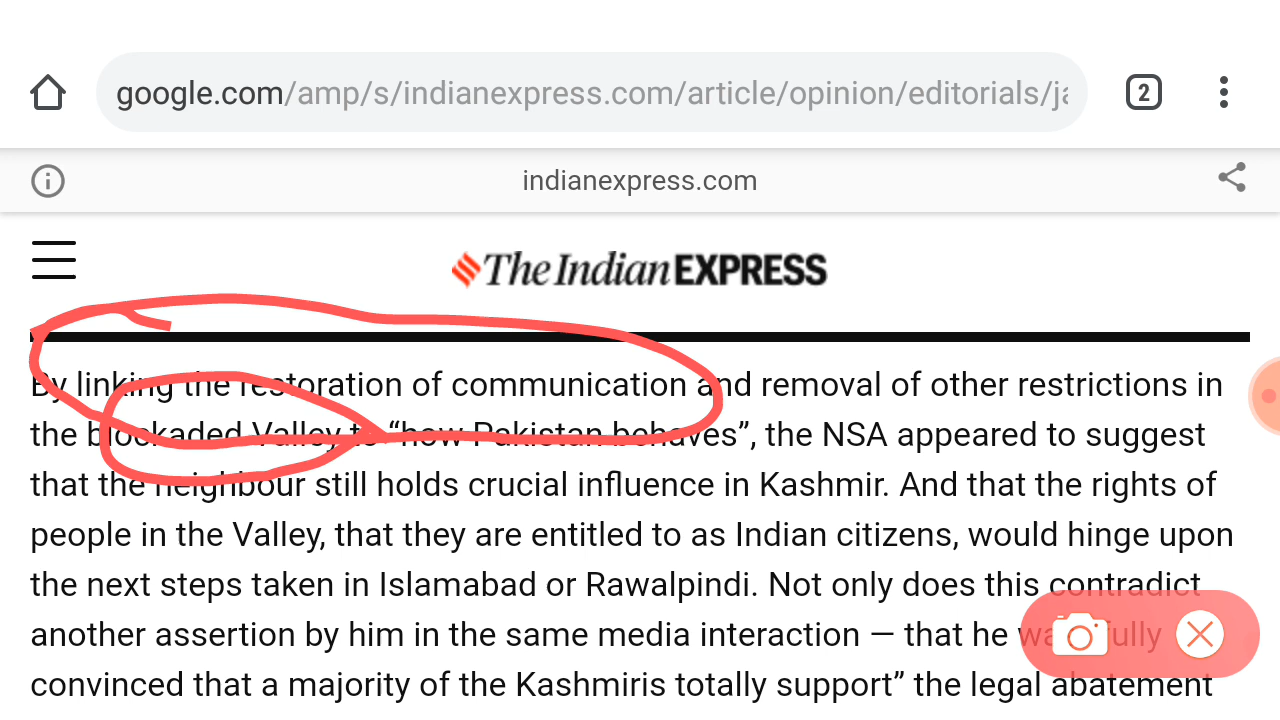 google.com/amp/s/indianexpress.com/article/opinion/editorials/ja
2
indianexpress.com
The Indian EXPRESS
By linking the restoration of communication and removal of other restrictions in
the blockaded Valley to “how Pakistan behaves”, the NSA appeared to suggest
that the neighbour still holds crucial influence in Kashmir. And that the rights of
people in the Valley, that they are entitled to as Indian citizens, would hinge upon
the next steps taken in Islamabad or Rawalpindi. Not only does this contradict
another assertion by him in the same media interaction — that he was fully
convinced that a majority of the Kashmiris totally support” the legal abatement